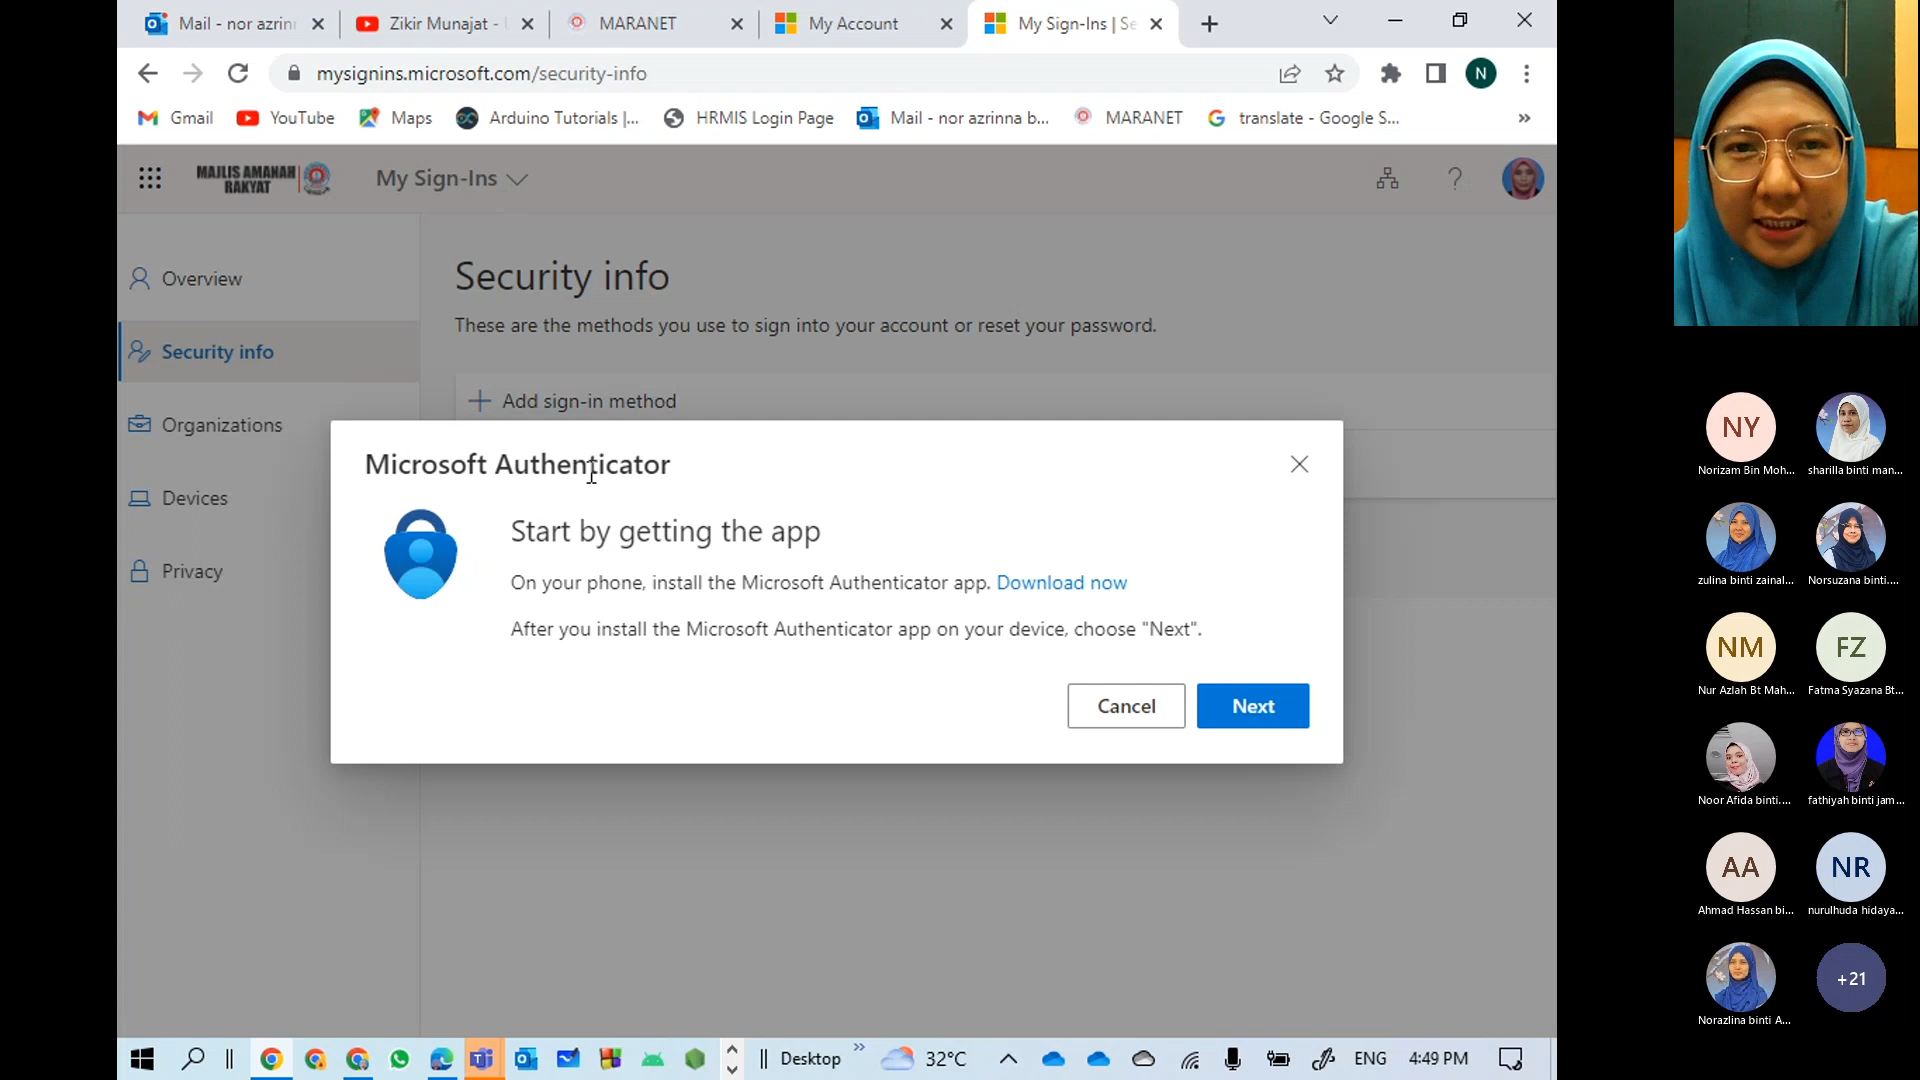 Mail - nor azrinn
Zikir Munajat -
MARANET
My Account
My Sign-Ins | Se
mysignins.microsoft.com/security-info
N
Gmail
YouTube
Maps
Arduino Tutorials |...
HRMIS Login Page
Mail - nor azrinna b...
MARANET
translate - Google S...
MAJLIS AMANAH
RAKYAT
My Sign-Ins
Overview
Security info
Organizations
Devices
Privacy
Security info
These are the methods you use to sign into your account or reset your password.
Add sign-in method
Microsoft Authenticator
Start by getting the app
On your phone, install the Microsoft Authenticator app. Download now
After you install the Microsoft Authenticator app on your device, choose "Next".
Cancel
Next
NY
Norizam Bin Moh...
sharilla binti man...
zulina binti zainal...
Norsuzana binti....
NM
FZ
Nur Azlah Bt Mah...
Fatma Syazana Bt...
Noor Afida binti....
fathiyah binti jam...
AA
NR
Ahmad Hassan bi...
nurulhuda hidaya...
+21
Norazlina binti A...
Desktop
32°C
ENG
4:49 PM